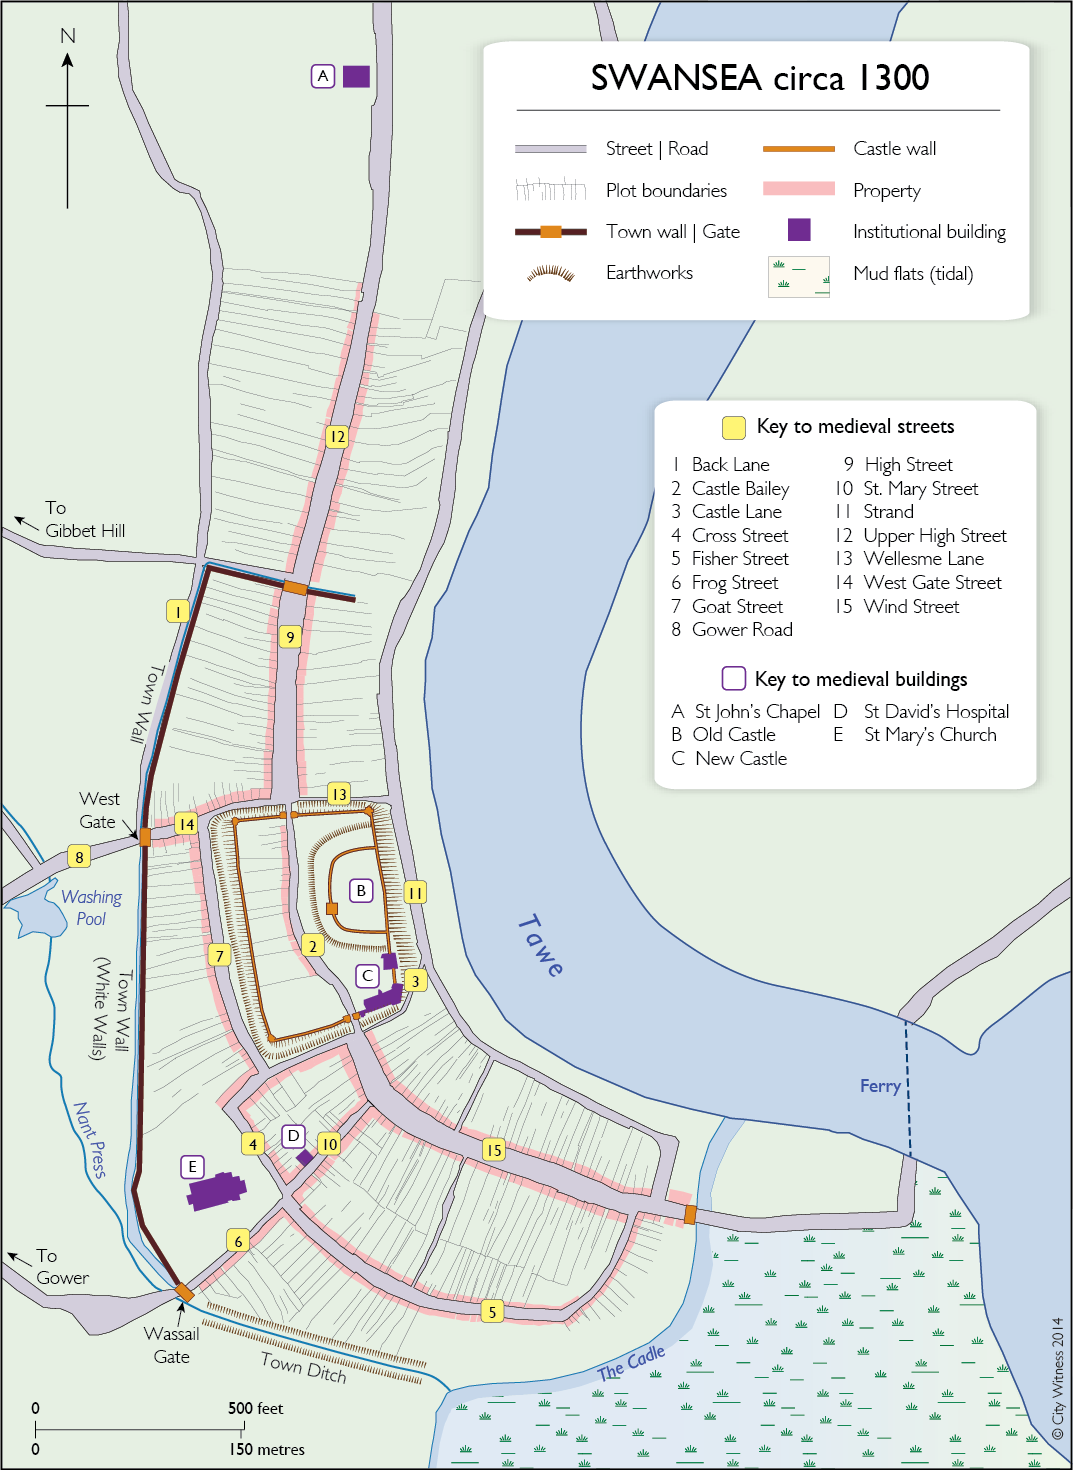 N
A
SWANSEA circa 1300
Street | Road
Castle wall
Plot boundaries
Property
Town wall | Gate
Institutional building
Earthworks
Mud flats (tidal)
Key to medieval streets
1 Back Lane
2 Castle Bailey
3 Castle Lane
4 Cross Street
5 Fisher Street
6 Frog Street
7 Goat Street
8 Gower Road
9 High Street
10 St. Mary Street
11 Strand
12 Upper High Street
13 Wellesme Lane
14 West Gate Street
15 Wind Street
Key to medieval buildings
A St John's Chapel
B Old Castle
C New Castle
D St David's Hospital
E St Mary's Church
12
To
Gibbet Hill
1
9
Town Wall
West
Gate
13
14
8
Washing
Pool
B
11
Tawe
2
7
C
3
Town Wall
(White Walls)
Ferry
Nant Press
4
D
10
15
E
6
To
Gower
5
Wassail
Gate
Town Ditch
The Cadle
0
500 feet
0
150 metres
© City Witness 2014